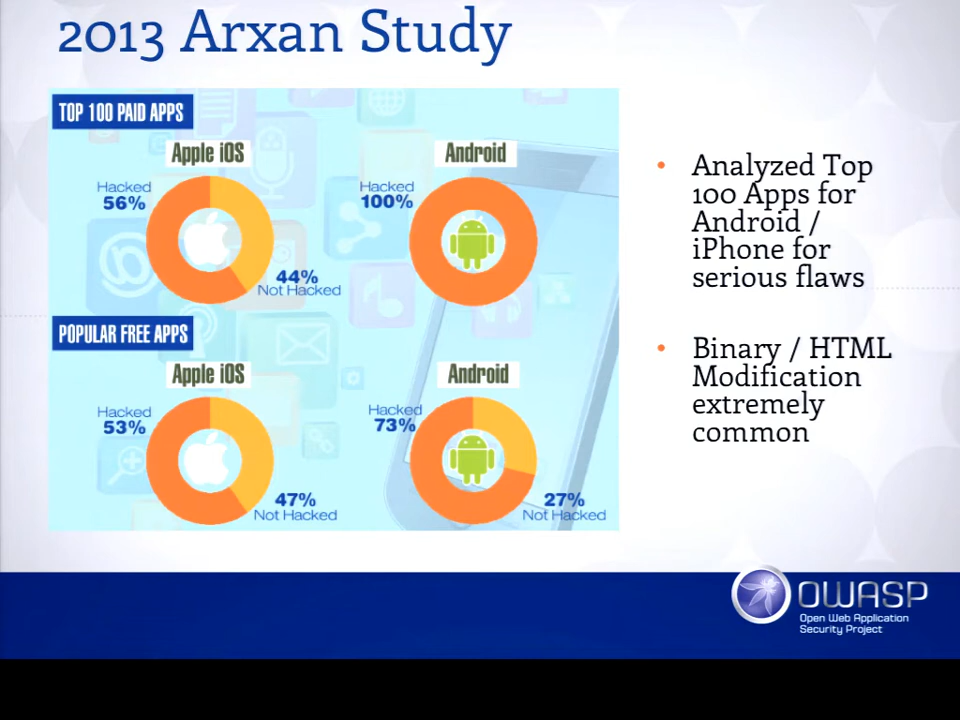 2013 Arxan Study
TOP 100 PAID APPS
Apple iOS
Hacked
56%
44%
Not Hacked
Android
Hacked
100%
POPULAR FREE APPS
Apple iOS
Hacked
53%
47%
Not Hacked
Android
Hacked
73%
27%
Not Hacked
• Analyzed Top
100 Apps for
Android /
iPhone for
serious flaws
• Binary / HTML
Modification
extremely
common
OWASP
Open Web Application
Security Project